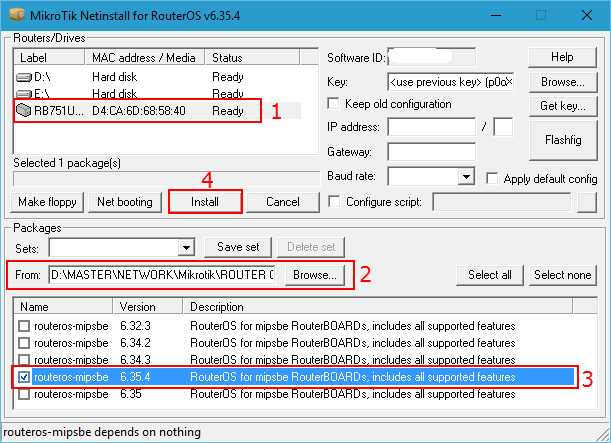 MikroTik Netinstall for RouterOS v6.35.4
Routers/Drives
Label MAC address / Media Status
D:\ Hard disk Ready
E:\ Hard disk Ready
RB751U... D4:CA:6D:68:58:40 Ready
1
Selected 1 package(s)
4
Make floppy Net booting Install Cancel
Software ID:
Key: <use previous key> (p0o
Keep old configuration
IP address: /
Gateway:
Baud rate: Apply default config
Configure script:
Help
Browse...
Get key...
Flashfig
Packages
Sets: Save set Delete set
From: D:\MASTER\NETWORK\Mikrotik\ROUTER Browse... 2
Select all Select none
Name Version Description
routeros-mipsbe 6.32.3 RouterOS for mipsbe RouterBOARDs, includes all supported features
routeros-mipsbe 6.34.2 RouterOS for mipsbe RouterBOARDs, includes all supported features
routeros-mipsbe 6.34.3 RouterOS for mipsbe RouterBOARDs, includes all supported features
routeros-mipsbe 6.35.4 RouterOS for mipsbe RouterBOARDs, includes all supported features 3
routeros-mipsbe 6.35 RouterOS for mipsbe RouterBOARDs, includes all supported features
routeros-mipsbe depends on nothing